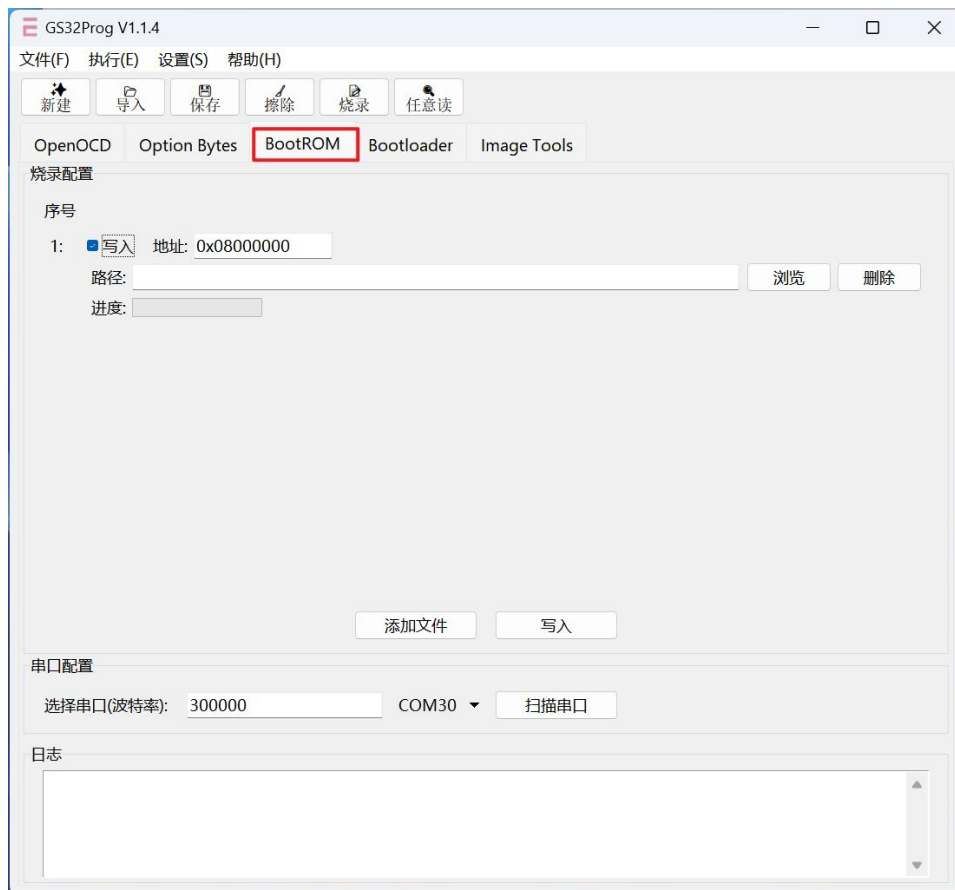 GS32Prog V1.1.4
文件(F) 执行(E) 设置(S) 帮助(H)
新建 导入 保存 擦除 烧录 任意读
OpenOCD Option Bytes BootROM Bootloader Image Tools
烧录配置
序号
1: 写入 地址: 0x08000000
路径: 浏览 删除
进度:
添加文件 写入
串口配置
选择串口(波特率): 300000 COM30 扫描串口
日志